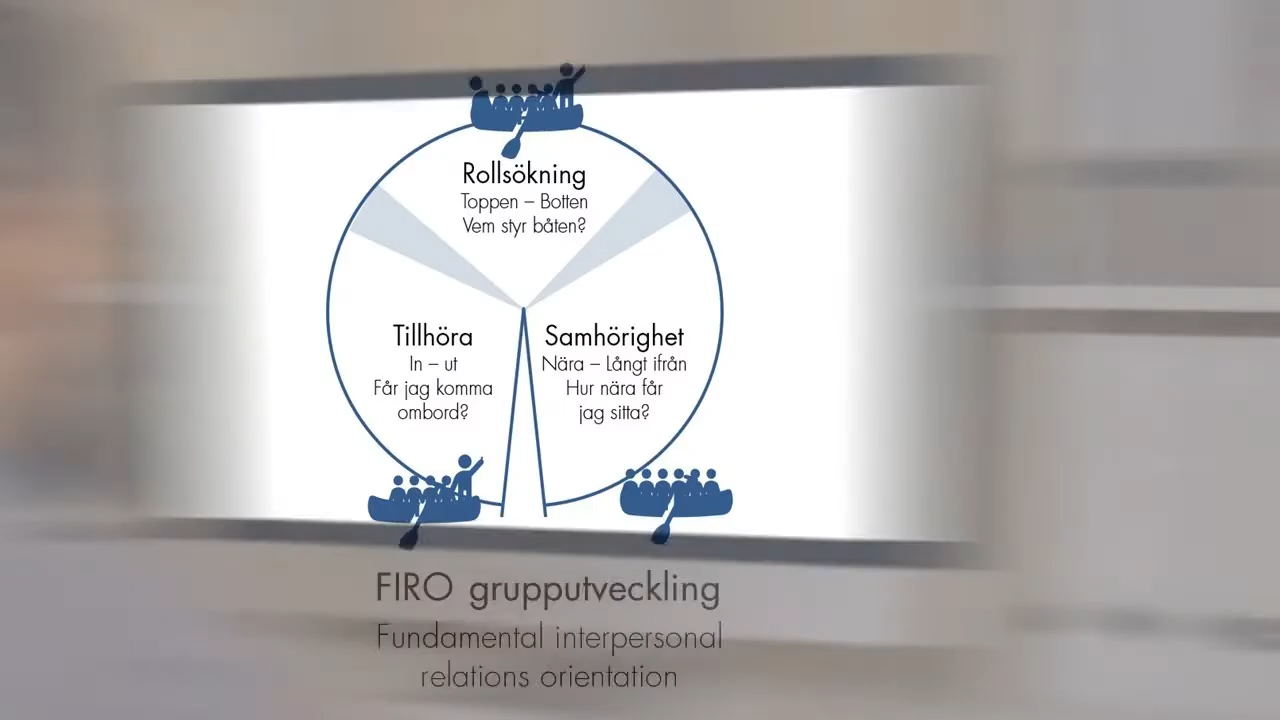 Rollsökning
Toppen – Botten
Vem styr båten?
Tillhöra
In – ut
Får jag komma
ombord?
Samhörighet
Nära – Långt ifrån
Hur nära får
jag sitta?
FIRO grupputveckling
Fundamental interpersonal
relations orientation